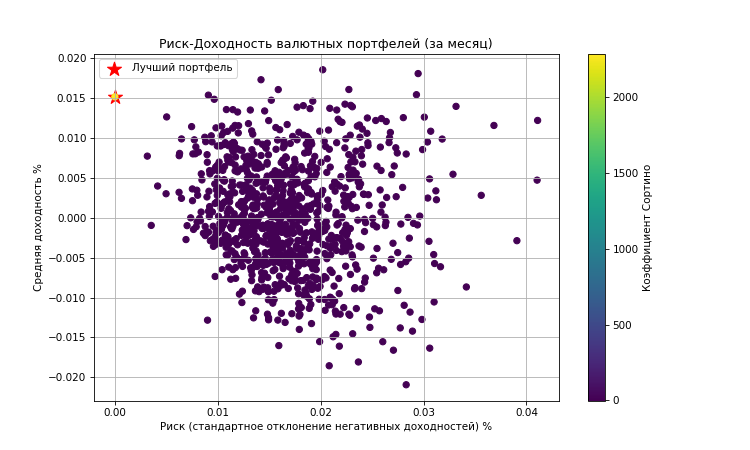 Риск-Доходность валютных портфелей (за месяц)
Лучший портфель
0.020
0.015
0.010
0.005
0.000
−0.005
−0.010
−0.015
−0.020
Средняя доходность %
0.00 0.01 0.02 0.03 0.04
Риск (стандартное отклонение негативных доходностей) %
2000
1500
1000
500
0
Коэффициент Сортино